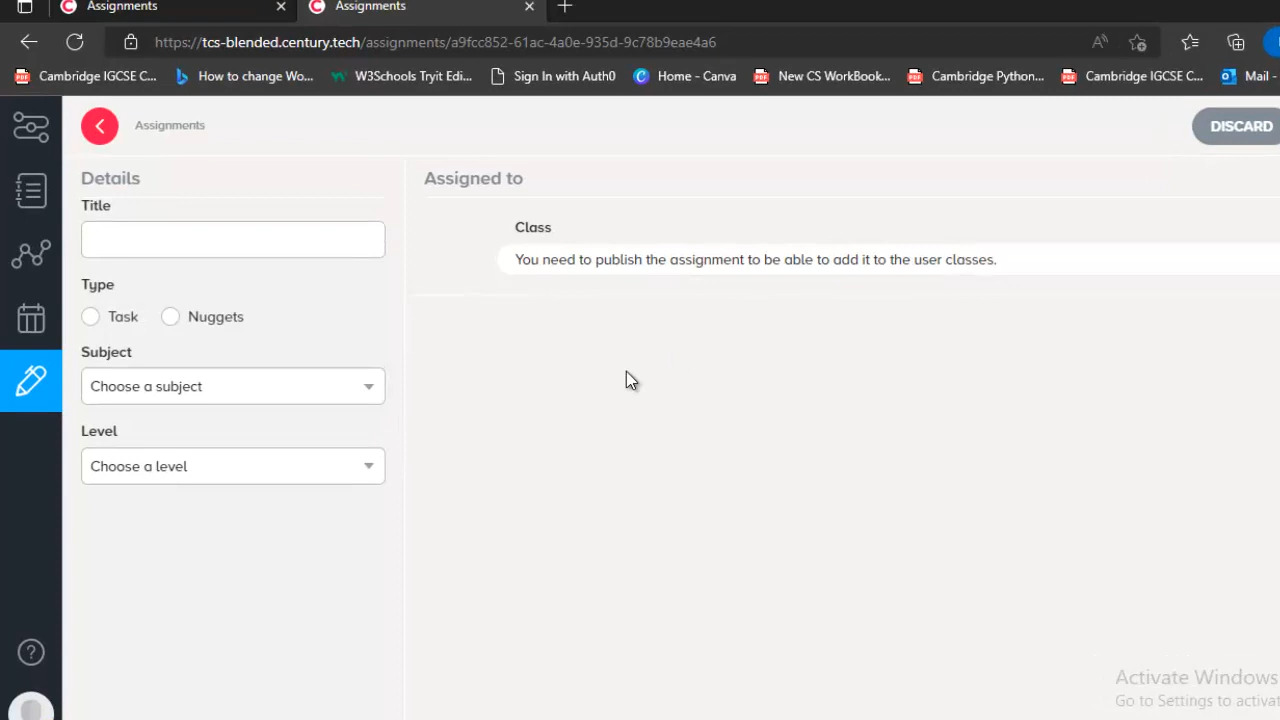 Assignments
Assignments
https://tcs-blended.century.tech/assignments/a9fcc852-61ac-4a0e-935d-9c78b9eae4a6
Cambridge IGCSE C... How to change Wo... W3Schools Tryit Edi... Sign In with Auth0 Home - Canva New CS WorkBook... Cambridge Python,... Cambridge IGCSE C... Mail -
Assignments
DISCARD
Details
Title
Type
Task Nuggets
Subject
Choose a subject
Level
Choose a level
Assigned to
Class
You need to publish the assignment to be able to add it to the user classes.
Activate Windows
Go to Settings to activa